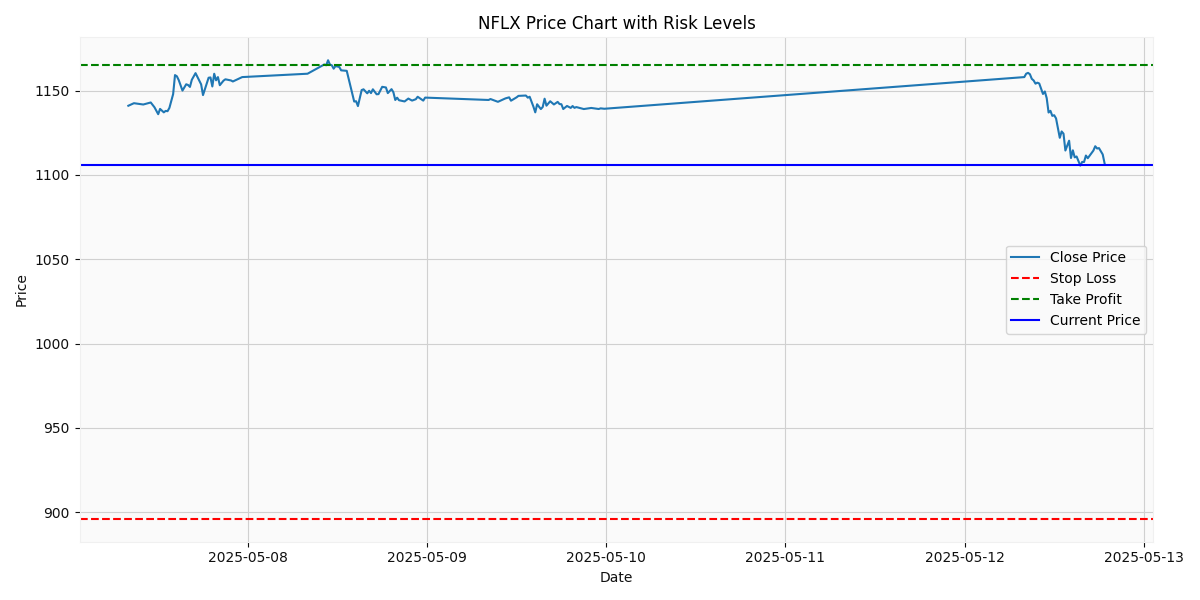 NFLX Price Chart with Risk Levels
Price
1150
1100
1050
1000
950
900
Close Price
Stop Loss
Take Profit
Current Price
2025-05-08
2025-05-09
2025-05-10
2025-05-11
2025-05-12
2025-05-13
Date